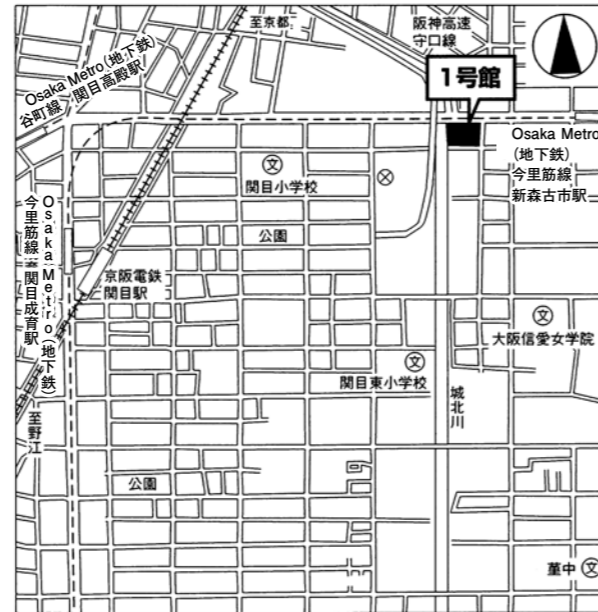 至京都
阪神高速
守口線
1号館
Osaka Metro(地下鉄)
谷町線 関目高殿駅
Osaka Metro
(地下鉄)
今里筋線
新森古市駅
文
関目小学校
公園
Osaka Metro(地下鉄)
今里筋線 関目成育駅
京阪電鉄
関目駅
文
大阪信愛女学院
文
関目東小学校
城北川
至野江
公園
菫中 文